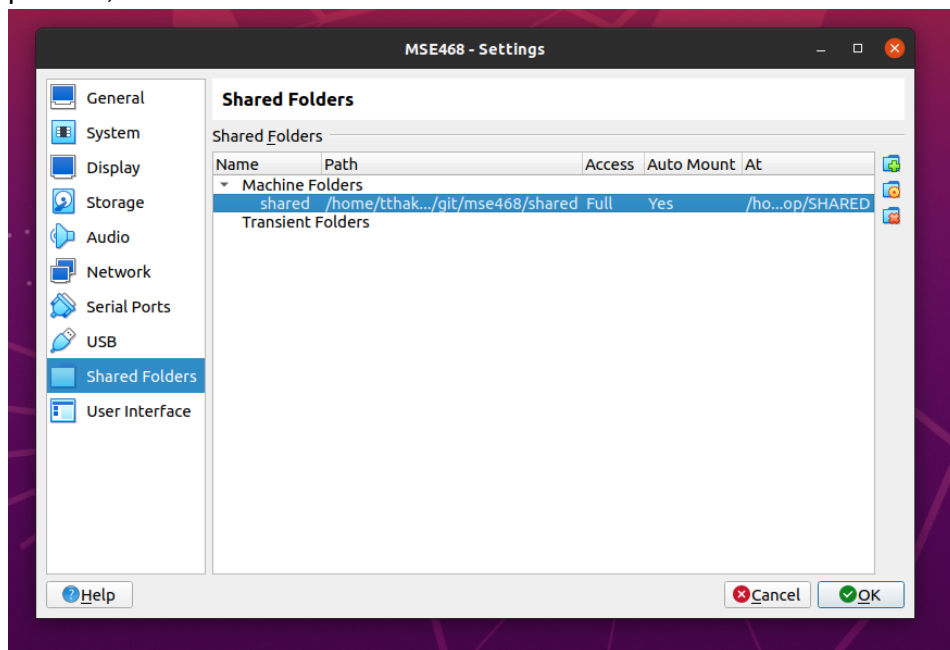 MSE468 - Settings
General
System
Display
Storage
Audio
Network
Serial Ports
USB
Shared Folders
User Interface
Shared Folders
Shared Folders
Name Path Access Auto Mount At
Machine Folders
shared /home/tthak.../git/mse468/shared Full Yes /ho...op/SHARED
Transient Folders
Help
Cancel
OK